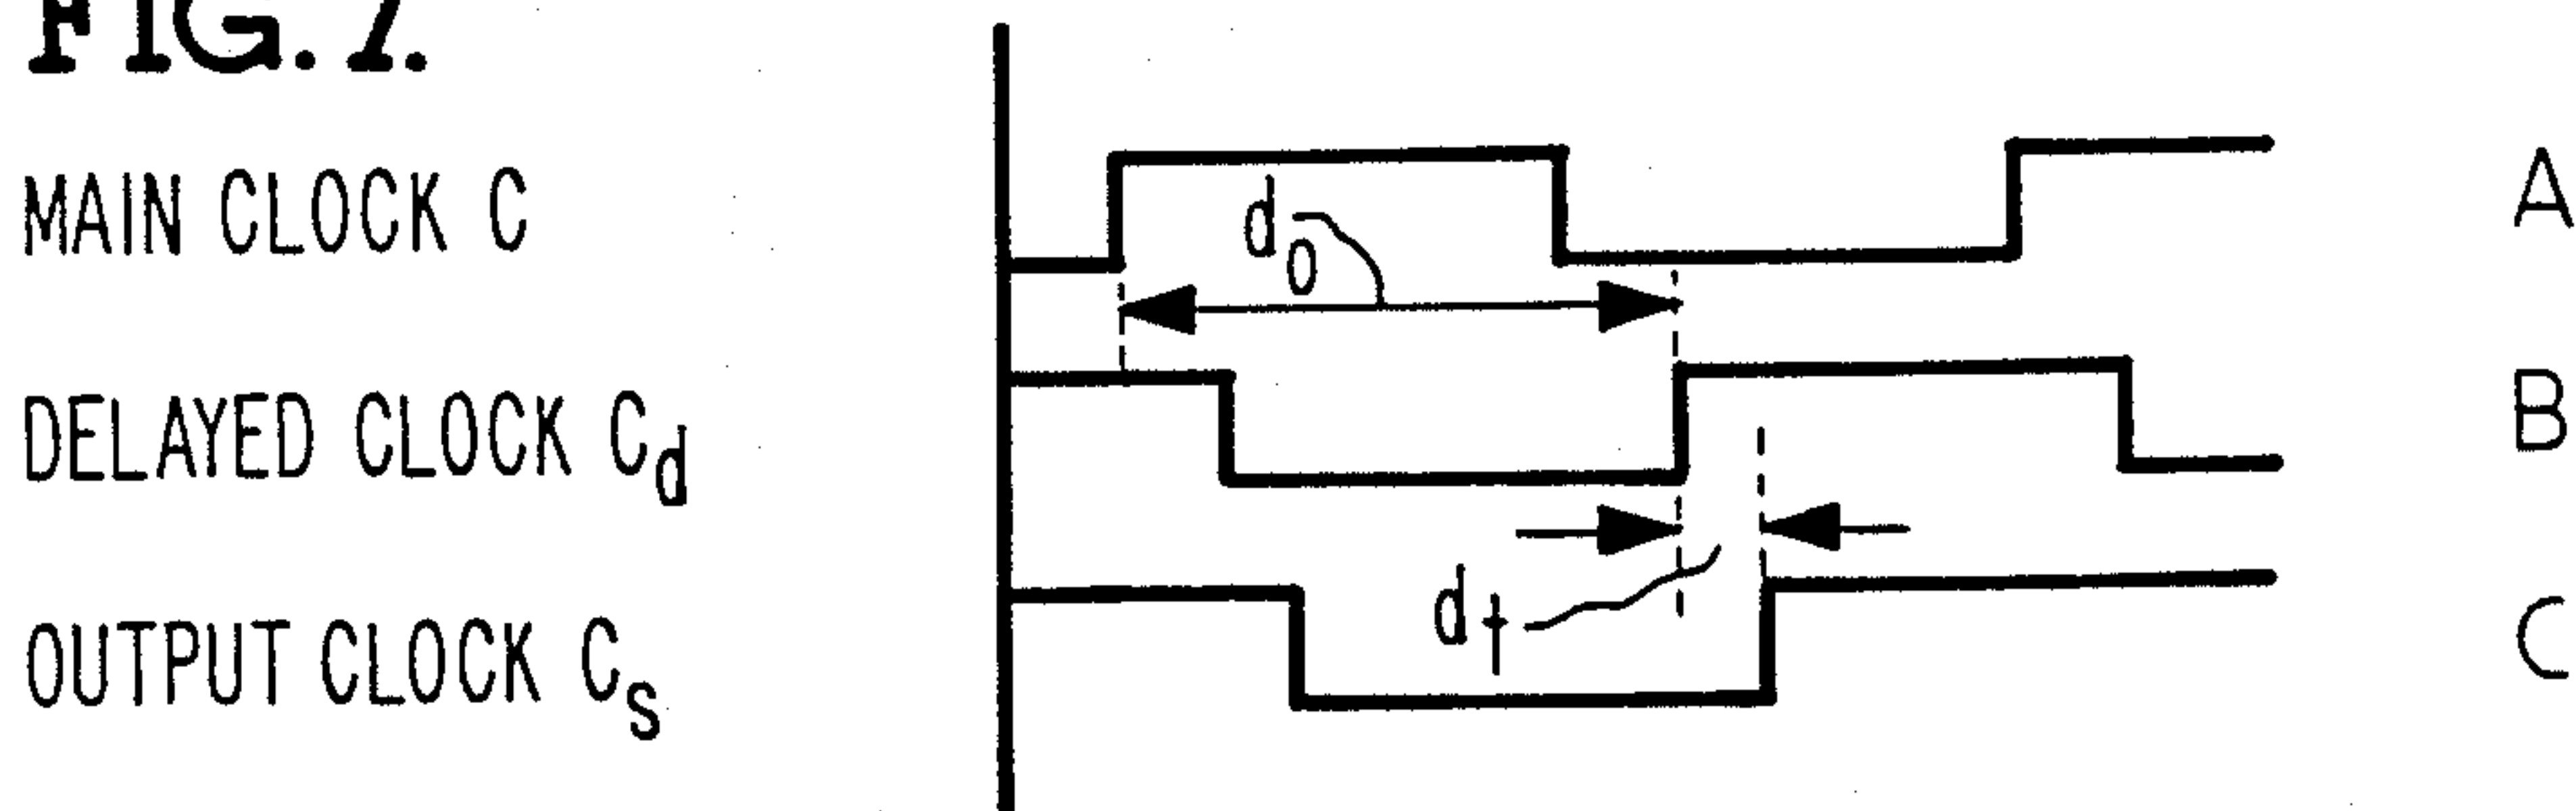 FIG. 7.
MAIN CLOCK C A
d0
DELAYED CLOCK Cd B
dt
OUTPUT CLOCK Cs C